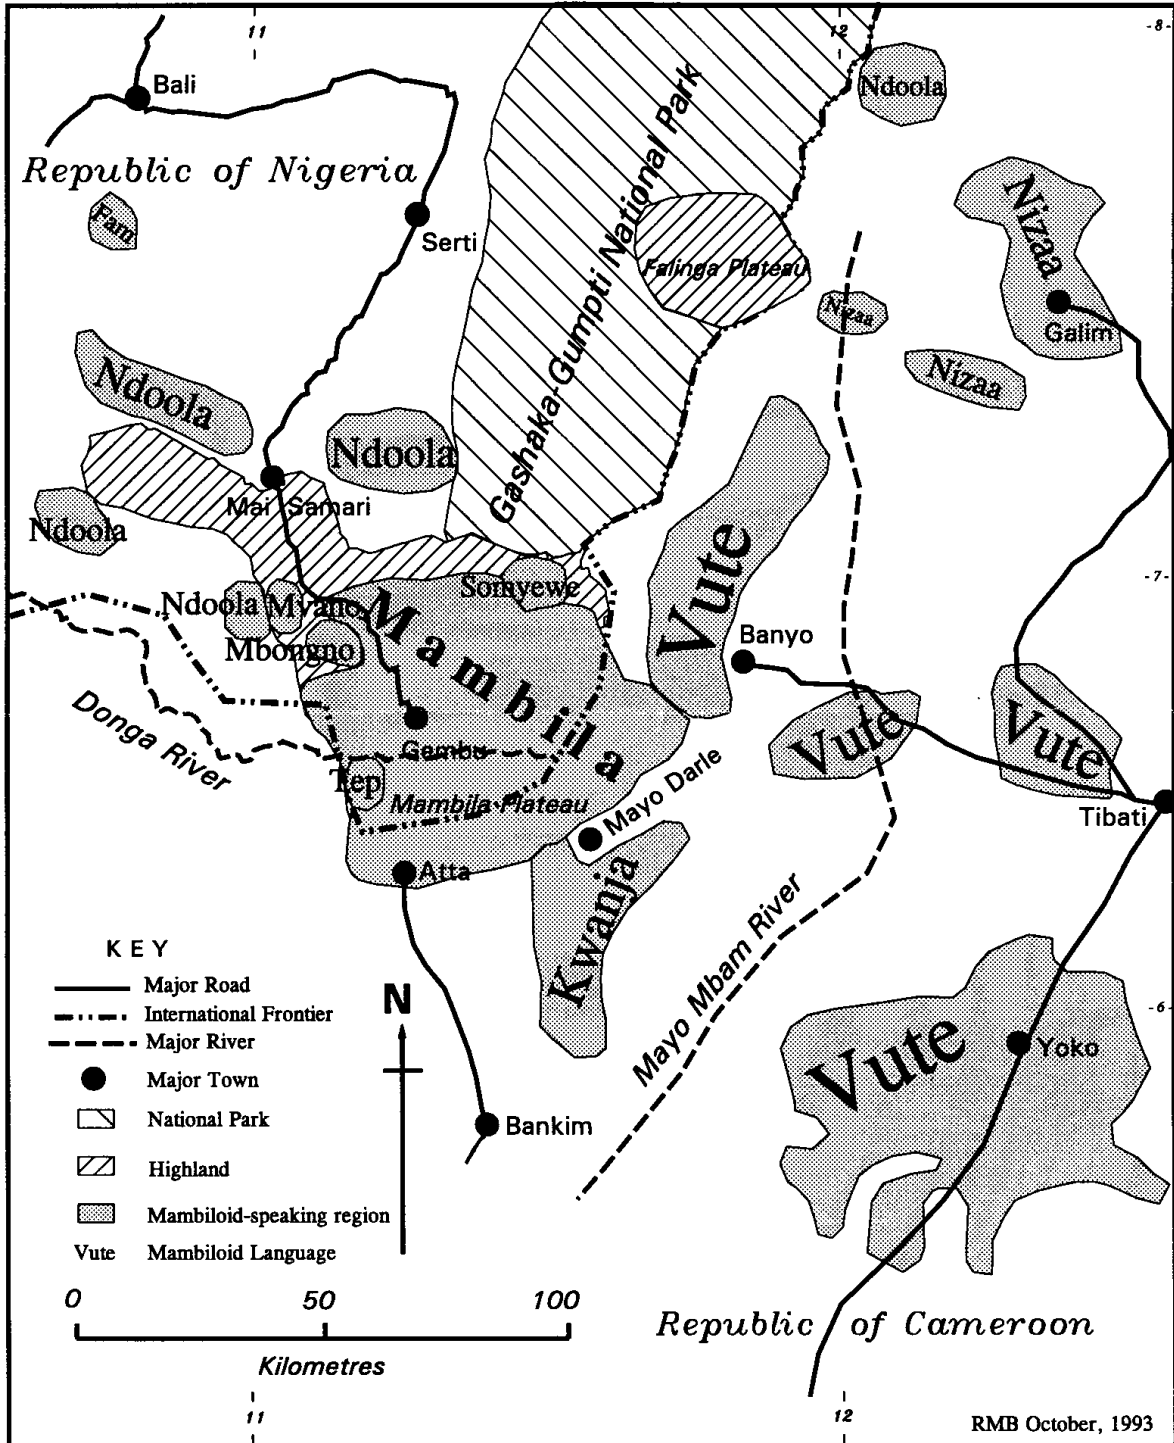 11
12
-8-
Bali
Ndoola
Republic of Nigeria
Gashaka-Gumpti National Park
Fam
Serti
Nizaa
Falinga Plateau
Nizaa
Galim
Nizaa
Ndoola
Ndoola
Mai Samari
Ndoola
Vute
-7-
Somyewe
Ndoola
Mvano
Mambila
Mbongno
Banyo
Donga River
Gembu
Vute
Vute
Tep
Mambila Plateau
Mayo Darle
Tibati
Atta
Kwanja
Mayo Mbam River
KEY
Major Road
International Frontier
Major River
Major Town
National Park
Highland
Mambiloid-speaking region
Vute Mambiloid Language
N
-6-
Vute
Yoko
Bankim
0 50 100
Kilometres
Republic of Cameroon
11
12
RMB October, 1993